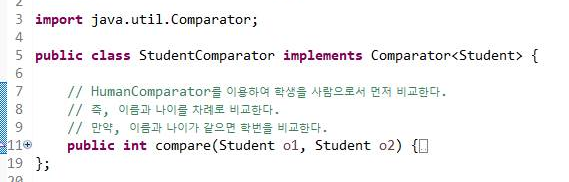 3 import java.util.Comparator;
4
5 public class StudentComparator implements Comparator<Student> {
6
7 // HumanComparator를 이용하여 학생을 사람으로서 먼저 비교한다.
8 // 즉, 이름과 나이를 차례로 비교한다.
9 // 만약, 이름과 나이가 같으면 학번을 비교한다.
11 public int compare(Student o1, Student o2) {
19 };